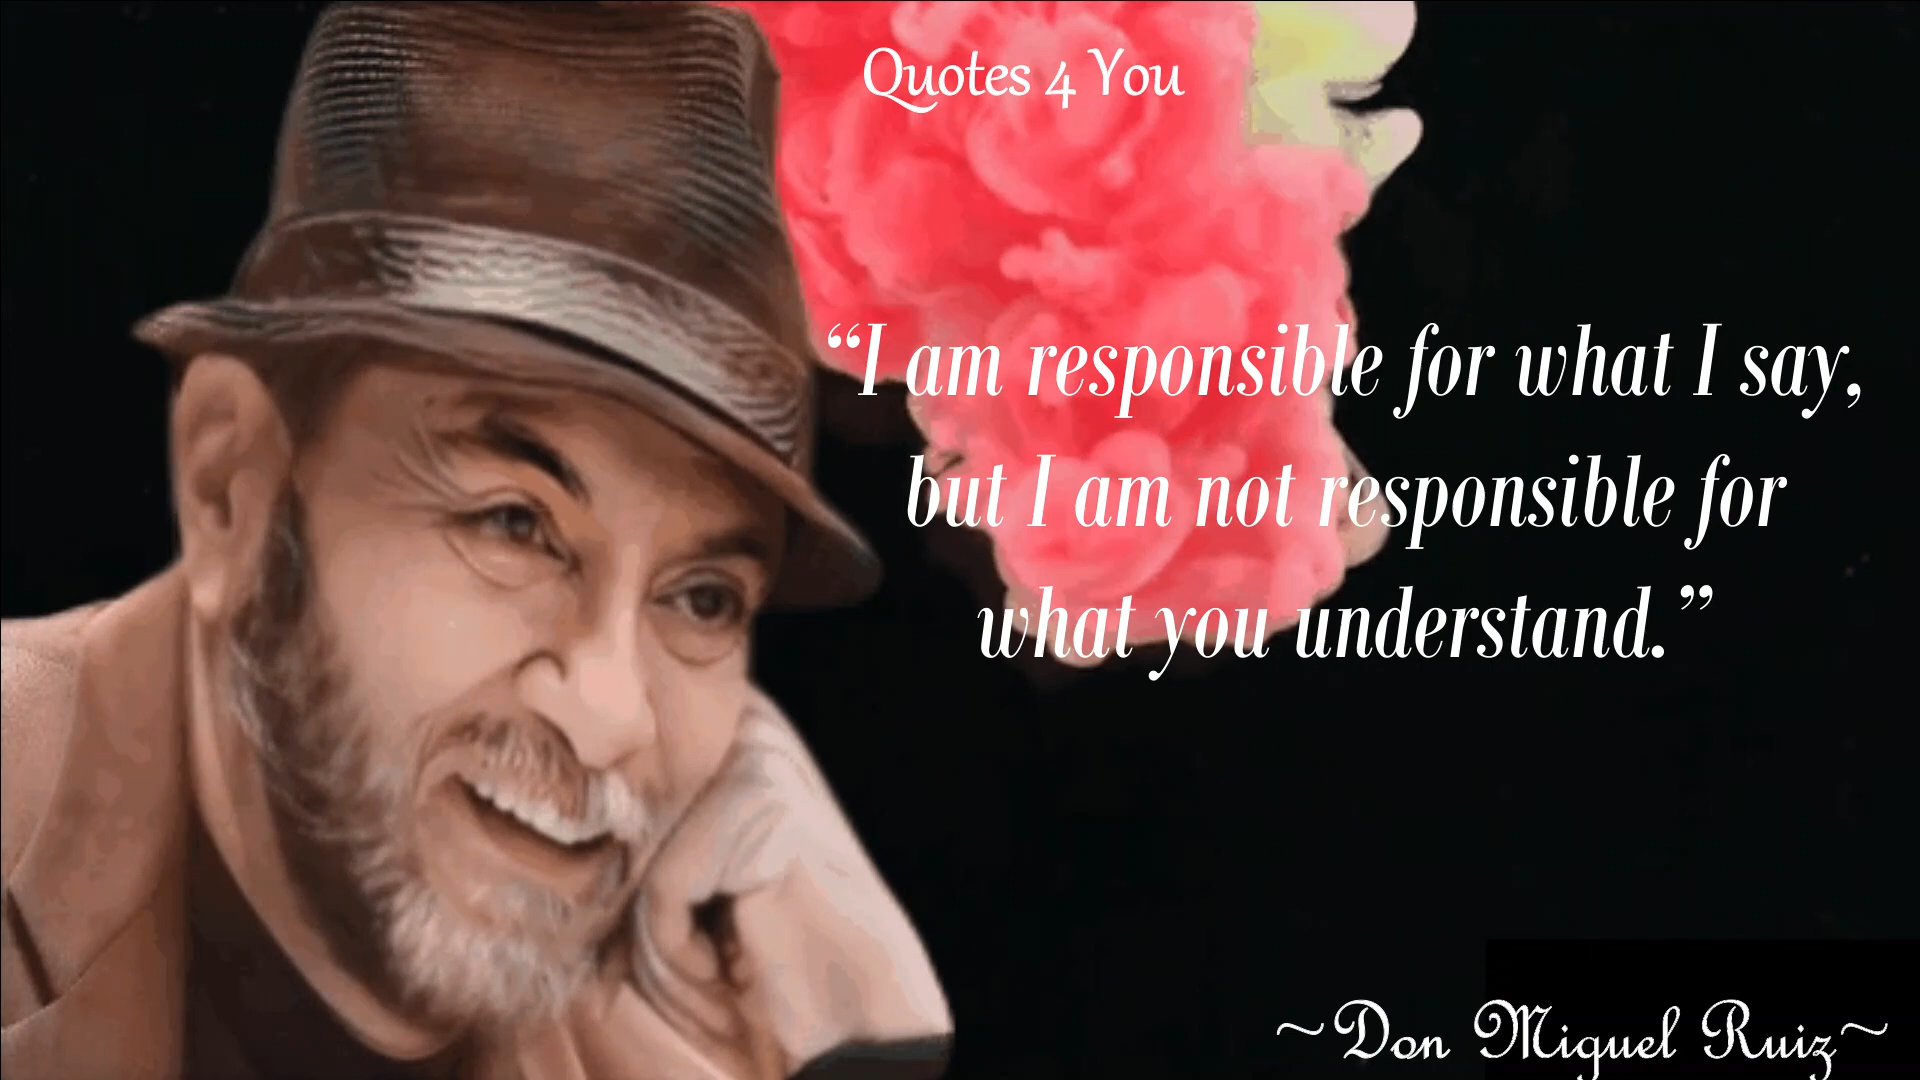 Quotes 4 You
“I am responsible for what I say,
but I am not responsible for
what you understand.”
~Don Miguel Ruiz~